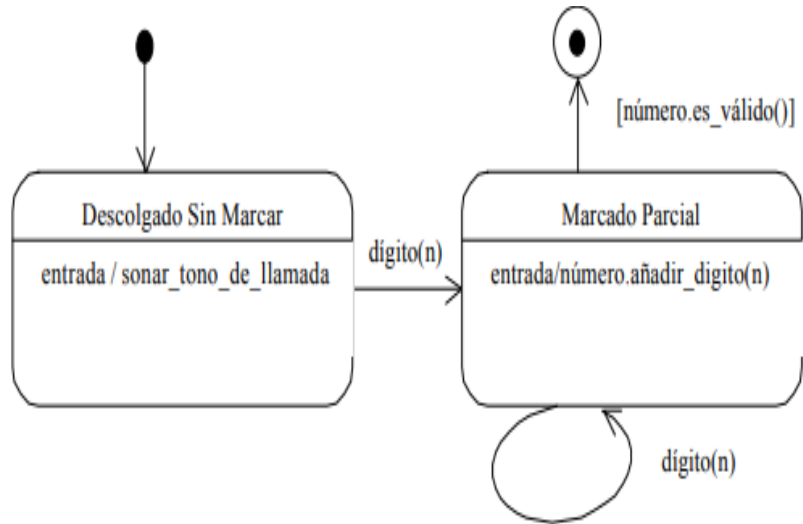 [número.es_válido()]
Descolgado Sin Marcar
entrada / sonar_tono_de_llamada
dígito(n)
Marcado Parcial
entrada/número.añadir_digito(n)
dígito(n)